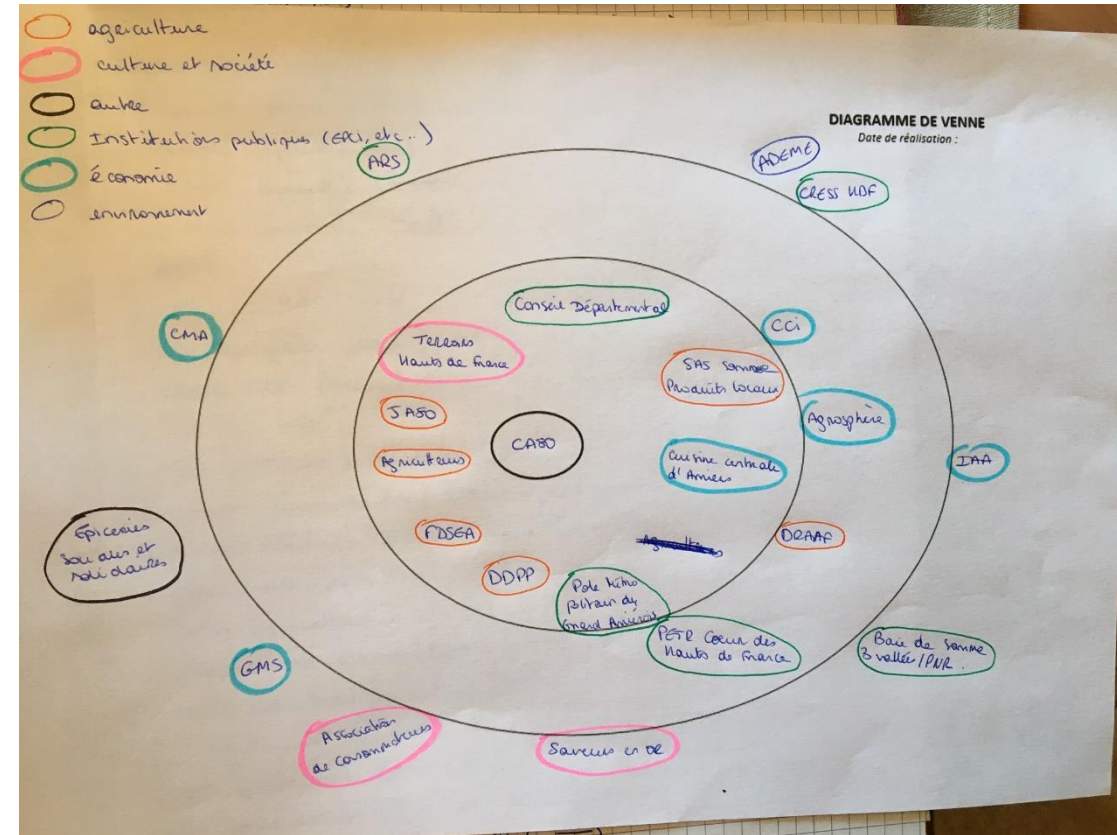 agriculture
culture et société
autre
Institutions publiques (EPCI, etc..)
économie
environnement
DIAGRAMME DE VENNE
Date de réalisation :
ARS
ADEME
CRESS HDF
Conseil Départemental
CMA
Terroirs
Hauts de France
CCi
SAS Somme
Produits locaux
JA80
Agrosphère
CA80
Agriculteurs
Cuisine centrale
d'Amiens
IAA
FDSEA
DRAAF
Épiceries
sociales et
solidaires
DDPP
Pole Métro
politain du
Grand Amiénois
PETR Coeur des
Hauts de France
Baie de Somme
3 vallées/PNR.
GMS
Association
de consommateurs
Saveurs en OR